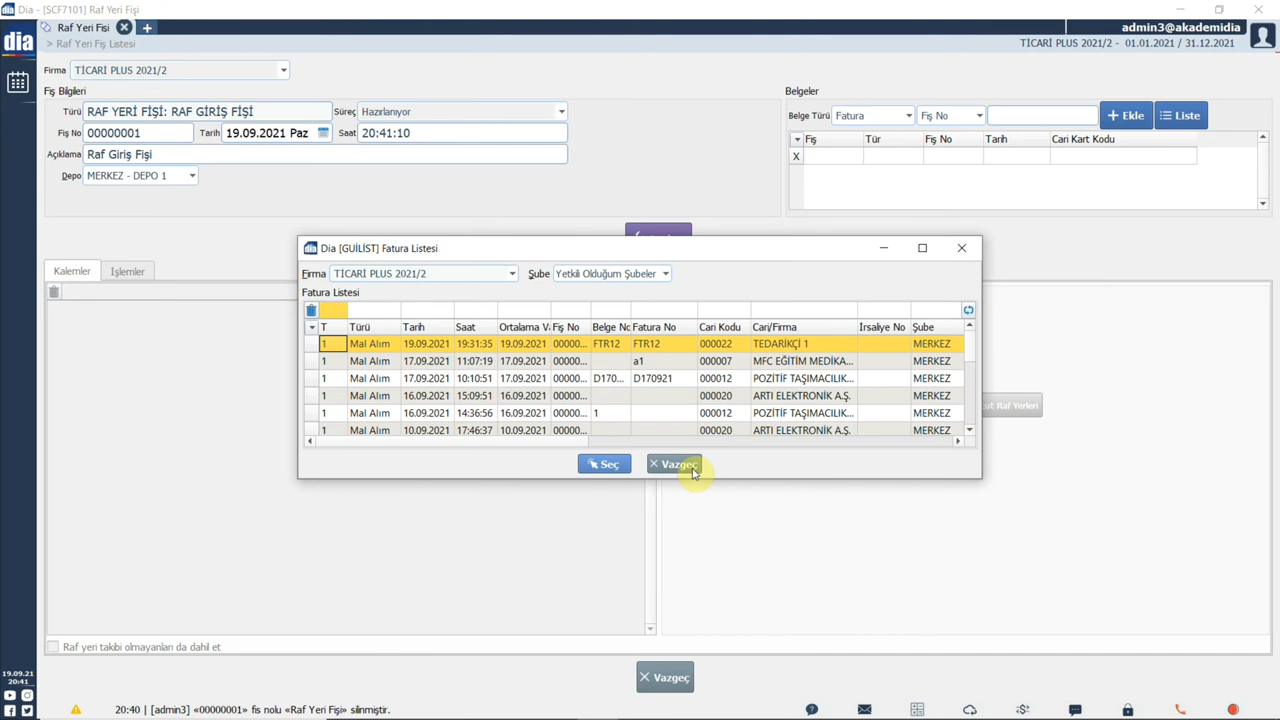 Dia - [SCF7101] Raf Yeri Fişi
dia
Raf Yeri Fisi
admin3@akademidia
> Raf Yeri Fiş Listesi
TİCARİ PLUS 2021/2 - 01.01.2021 / 31.12.2021
Firma TİCARİ PLUS 2021/2
Fiş Bilgileri
Türü RAF YERİ FİŞİ: RAF GİRİŞ FİŞİ Süreç Hazırlanıyor
Fiş No 00000001 Tarih 19.09.2021 Paz Saat 20:41:10
Açıklama Raf Giriş Fişi
Depo MERKEZ - DEPO 1
Belgeler
Belge Türü Fatura Fiş No + Ekle Liste
Fiş Tür Fiş No Tarih Cari Kart Kodu
X
Kalemler İşlemler
Dia [GUİLİST] Fatura Listesi
Firma TİCARİ PLUS 2021/2 Şube Yetkili Olduğum Şubeler
Fatura Listesi
T Türü Tarih Saat Ortalama Va Fiş No Belge No Fatura No Cari Kodu Cari/Firma İrsaliye No Şube
1 Mal Alım 19.09.2021 19:31:35 19.09.2021 00000... FTR12 FTR12 000022 TEDARİKÇİ 1 MERKEZ
1 Mal Alım 17.09.2021 11:07:19 17.09.2021 00000... a1 000007 MFC EĞİTİM MEDİKA... MERKEZ
1 Mal Alım 17.09.2021 10:10:51 17.09.2021 00000... D170... D170921 000012 POZİTİF TAŞIMACILIK... MERKEZ
1 Mal Alım 16.09.2021 15:09:51 16.09.2021 00000... 000020 ARTI ELEKTRONİK A.Ş. MERKEZ
1 Mal Alım 16.09.2021 14:36:56 16.09.2021 00000... 1 000012 POZİTİF TAŞIMACILIK... MERKEZ
1 Mal Alım 10.09.2021 17:46:37 10.09.2021 00000... 000020 ARTI ELEKTRONİK A.Ş. MERKEZ
Seç Vazgeç
Raf Yerleri
Raf yeri takibi olmayanları da dahil et
Vazgeç
19.09.21
20:41
20:40 | [admin3] «00000001» fis nolu «Raf Yeri Fişi» silinmiştir.